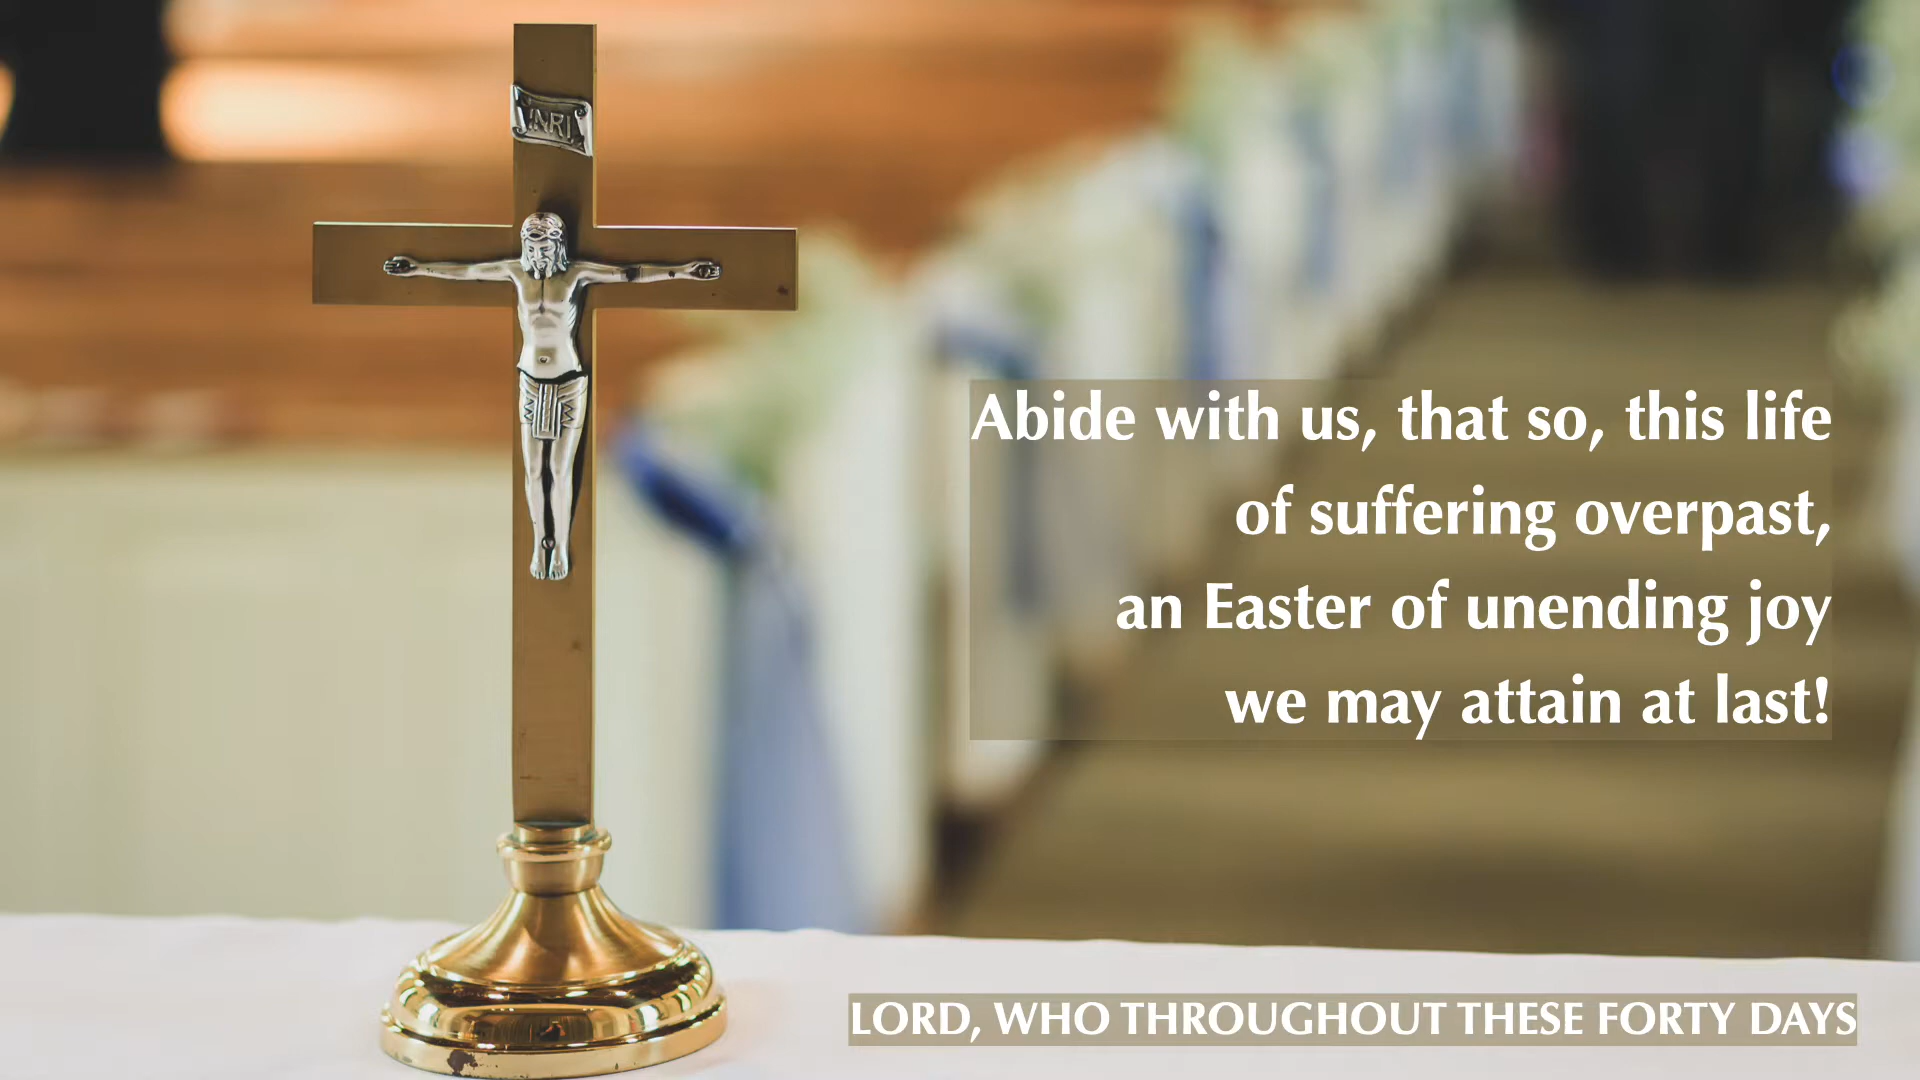 INRI
Abide with us, that so, this life
of suffering overpast,
an Easter of unending joy
we may attain at last!
LORD, WHO THROUGHOUT THESE FORTY DAYS